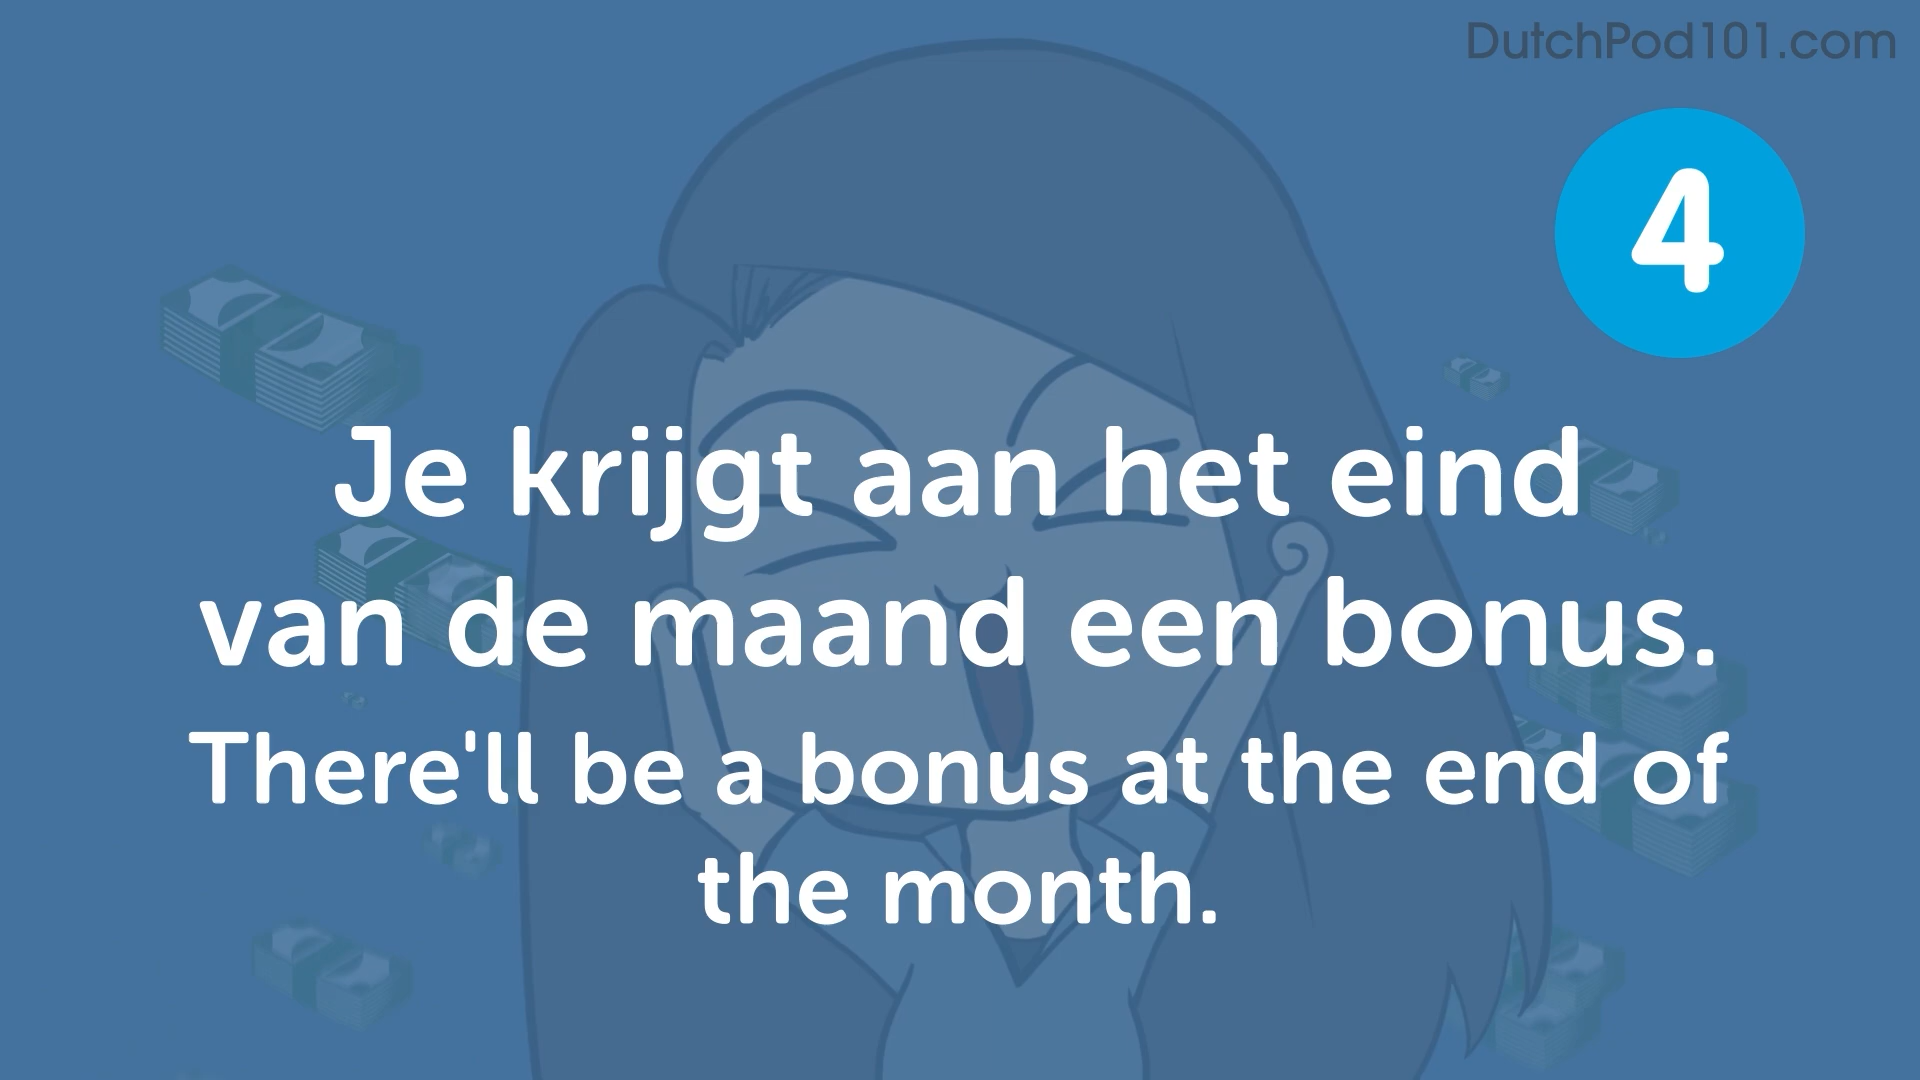 DutchPod101.com
4
Je krijgt aan het eind
van de maand een bonus.
There'll be a bonus at the end of
the month.